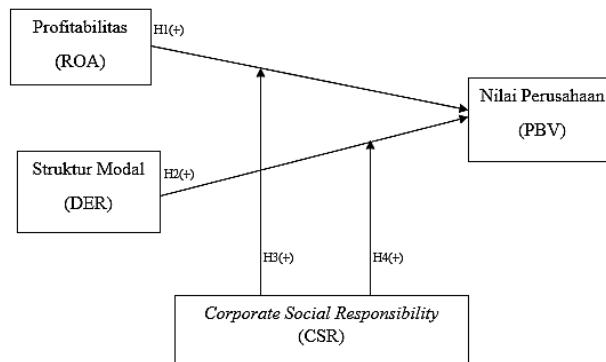 Profitabilitas
(ROA)
H1(+)
Nilai Perusahaan
(PBV)
Struktur Modal
(DER)
H2(+)
H3(+)
H4(+)
Corporate Social Responsibility
(CSR)